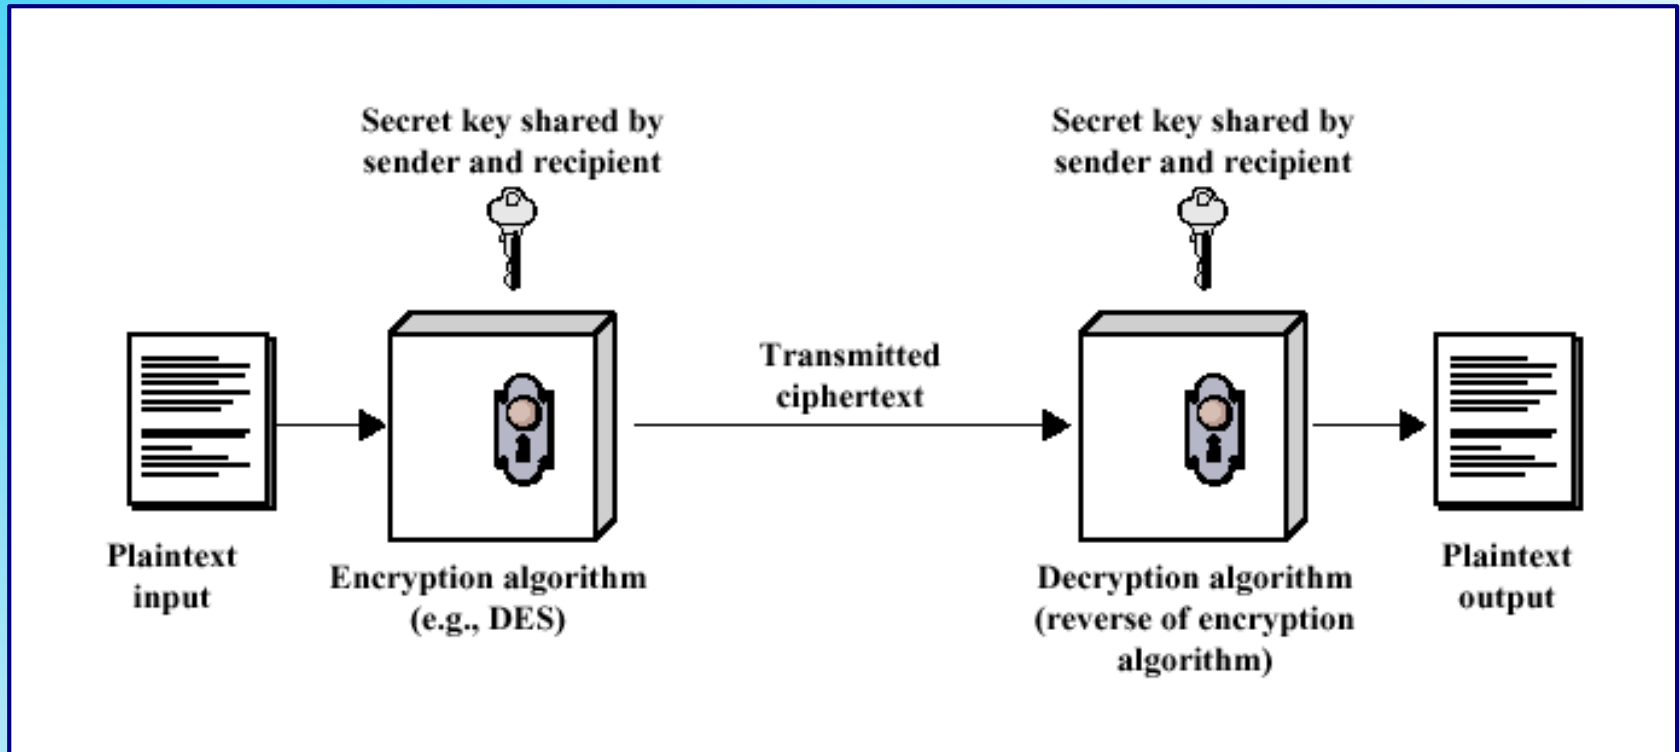 Secret key shared by
sender and recipient
Secret key shared by
sender and recipient
Transmitted
ciphertext
Plaintext
input
Encryption algorithm
(e.g., DES)
Decryption algorithm
(reverse of encryption
algorithm)
Plaintext
output